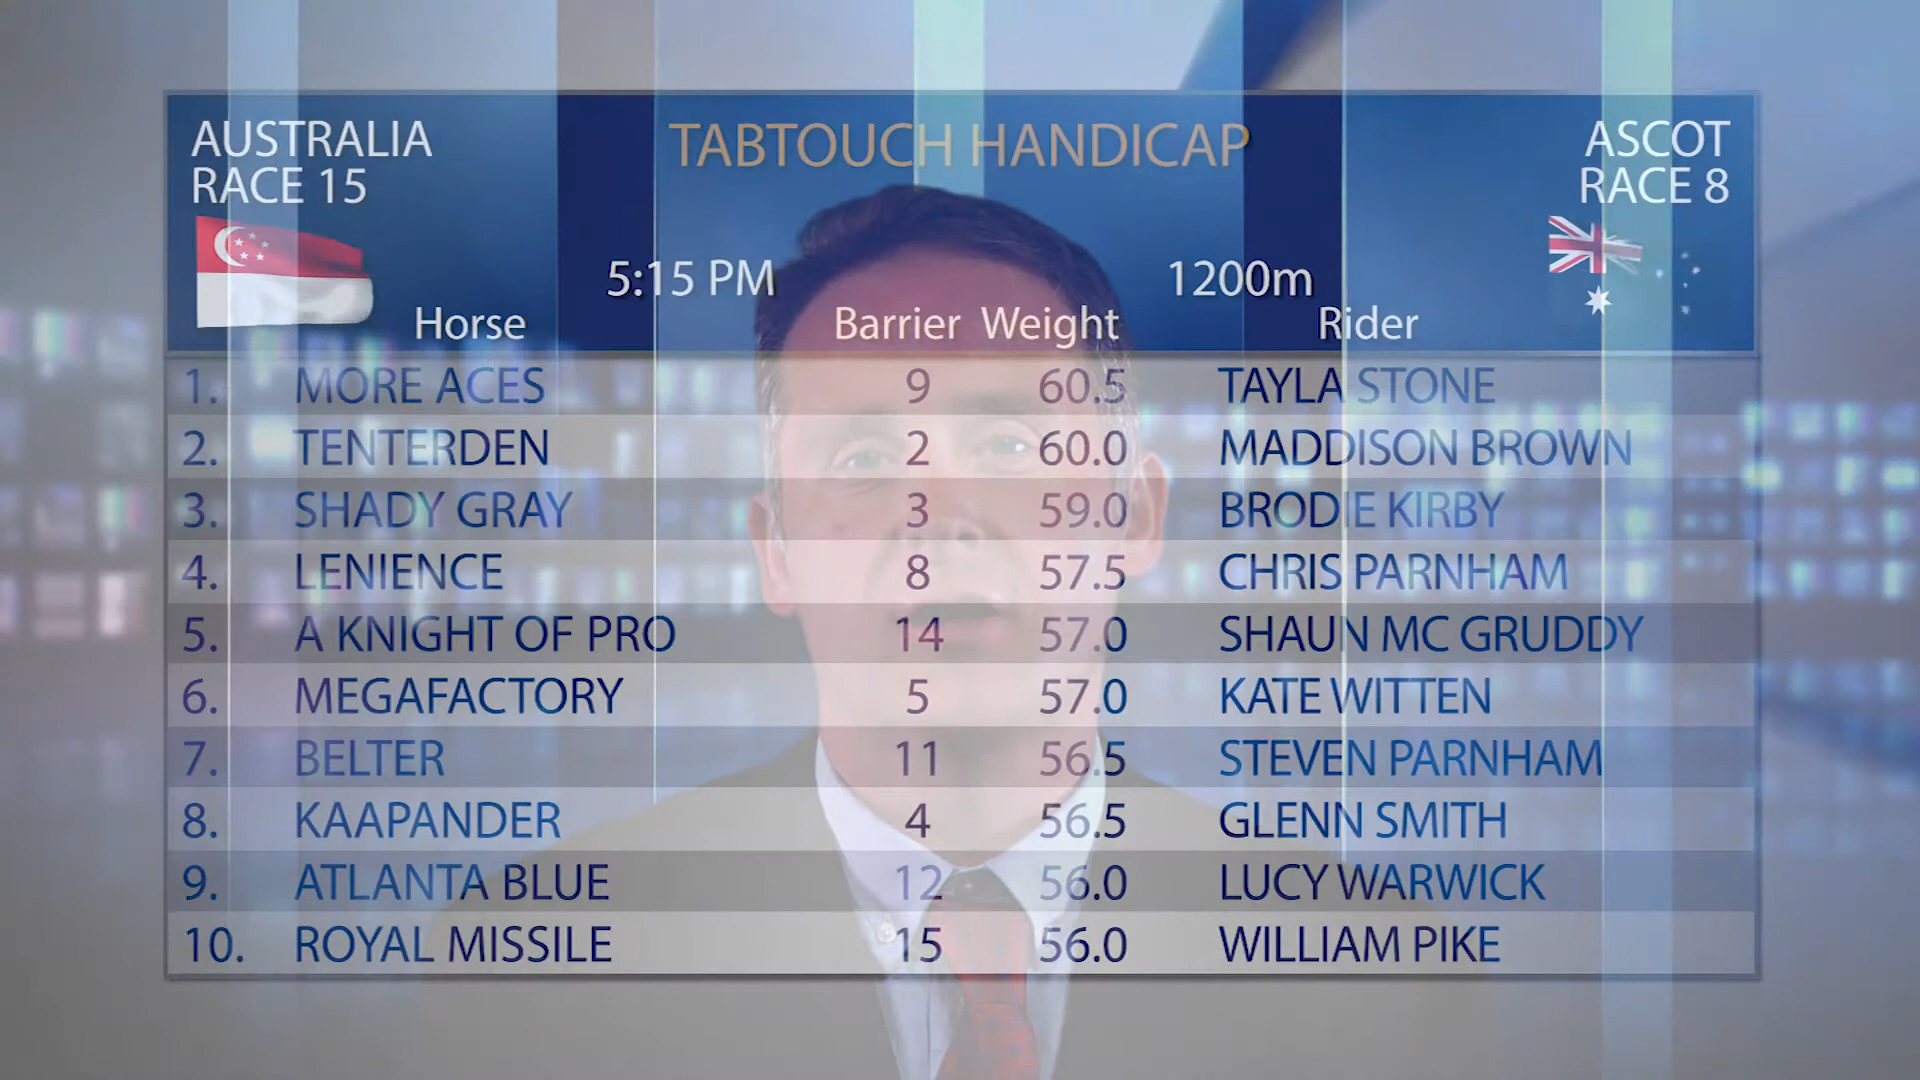 AUSTRALIA TABTOUCH HANDICAP ASCOT
RACE 15 RACE 8
5:15 PM 1200m
Horse Barrier Weight Rider
1. MORE ACES 9 60.5 TAYLA STONE
2. TENTERDEN 2 60.0 MADDISON BROWN
3. SHADY GRAY 3 59.0 BRODIE KIRBY
4. LENIENCE 8 57.5 CHRIS PARNHAM
5. A KNIGHT OF PRO 14 57.0 SHAUN MC GRUDDY
6. MEGAFACTORY 5 57.0 KATE WITTEN
7. BELTER 11 56.5 STEVEN PARNHAM
8. KAAPANDER 4 56.5 GLENN SMITH
9. ATLANTA BLUE 12 56.0 LUCY WARWICK
10. ROYAL MISSILE 15 56.0 WILLIAM PIKE